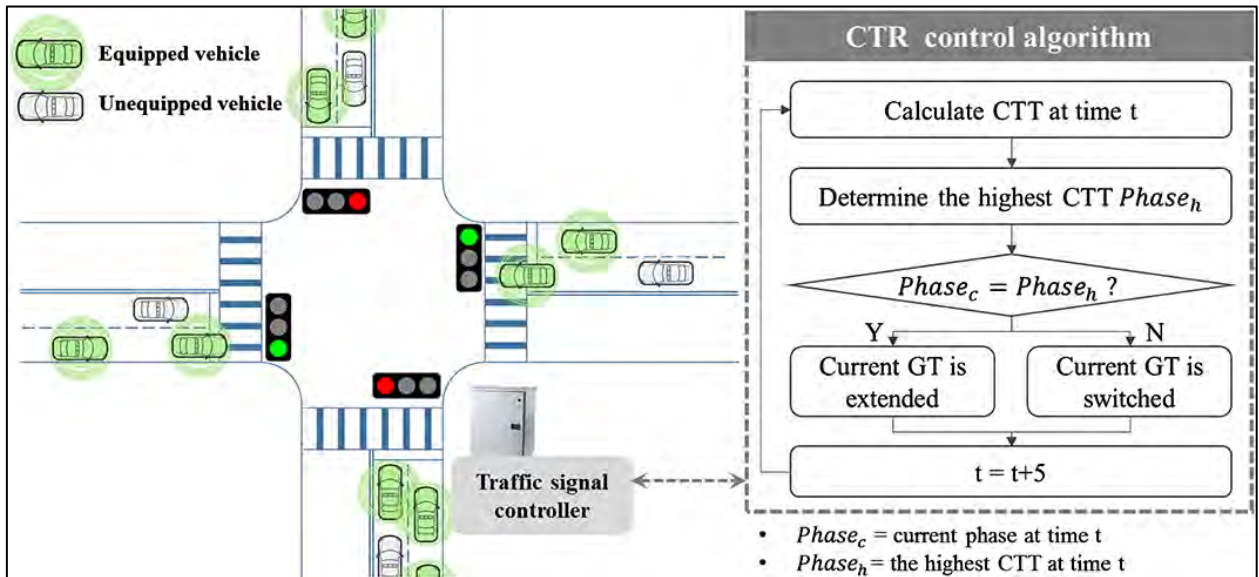 Equipped vehicle
Unequipped vehicle
Traffic signal
controller
CTR control algorithm
Calculate CTT at time t
Determine the highest CTT Phaseₕ
Phase꜀ = Phaseₕ ?
Y
N
Current GT is
extended
Current GT is
switched
t = t+5
• Phase꜀ = current phase at time t
• Phaseₕ = the highest CTT at time t